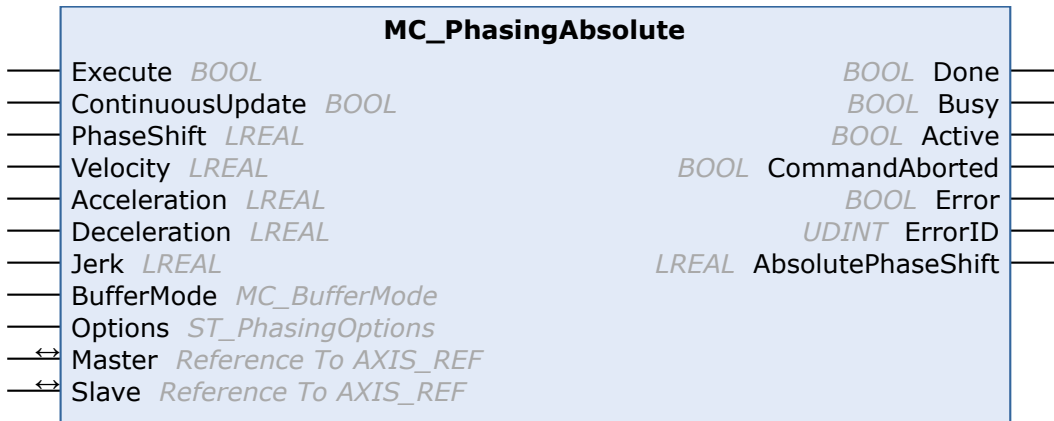 MC_PhasingAbsolute
Execute BOOL BOOL Done
ContinuousUpdate BOOL BOOL Busy
PhaseShift LREAL BOOL Active
Velocity LREAL BOOL CommandAborted
Acceleration LREAL BOOL Error
Deceleration LREAL UDINT ErrorID
Jerk LREAL LREAL AbsolutePhaseShift
BufferMode MC_BufferMode
Options ST_PhasingOptions
Master Reference To AXIS_REF
Slave Reference To AXIS_REF